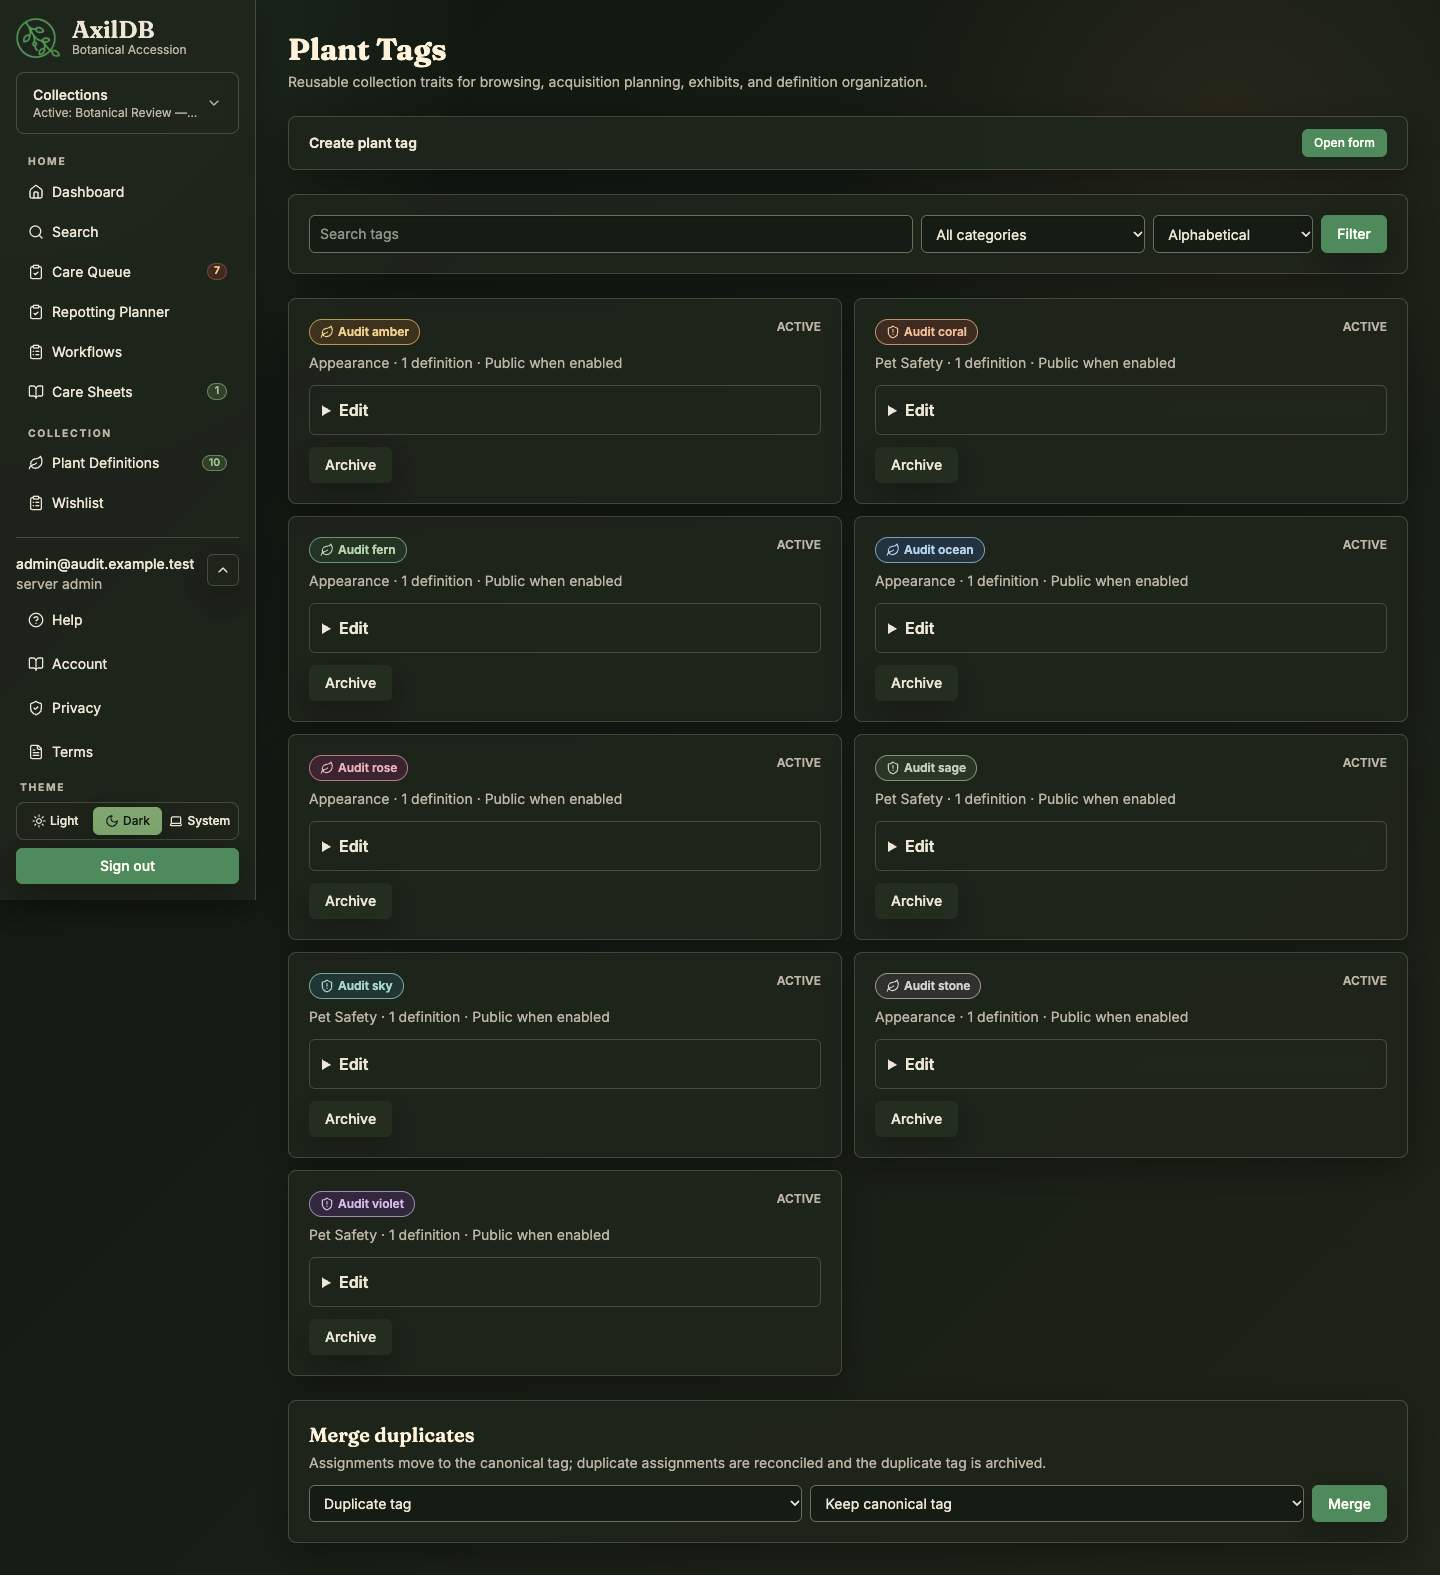 AxilDB
Botanical Accession
Collections
Active: Botanical Review —...
HOME
Dashboard
Search
Care Queue 7
Repotting Planner
Workflows
Care Sheets 1
COLLECTION
Plant Definitions 10
Wishlist
admin@audit.example.test
server admin
Help
Account
Privacy
Terms
THEME
Light Dark System
Sign out
Plant Tags
Reusable collection traits for browsing, acquisition planning, exhibits, and definition organization.
Create plant tag Open form
Search tags All categories Alphabetical Filter
Audit amber ACTIVE
Appearance · 1 definition · Public when enabled
Edit
Archive
Audit coral ACTIVE
Pet Safety · 1 definition · Public when enabled
Edit
Archive
Audit fern ACTIVE
Appearance · 1 definition · Public when enabled
Edit
Archive
Audit ocean ACTIVE
Appearance · 1 definition · Public when enabled
Edit
Archive
Audit rose ACTIVE
Appearance · 1 definition · Public when enabled
Edit
Archive
Audit sage ACTIVE
Pet Safety · 1 definition · Public when enabled
Edit
Archive
Audit sky ACTIVE
Pet Safety · 1 definition · Public when enabled
Edit
Archive
Audit stone ACTIVE
Appearance · 1 definition · Public when enabled
Edit
Archive
Audit violet ACTIVE
Pet Safety · 1 definition · Public when enabled
Edit
Archive
Merge duplicates
Assignments move to the canonical tag; duplicate assignments are reconciled and the duplicate tag is archived.
Duplicate tag Keep canonical tag Merge